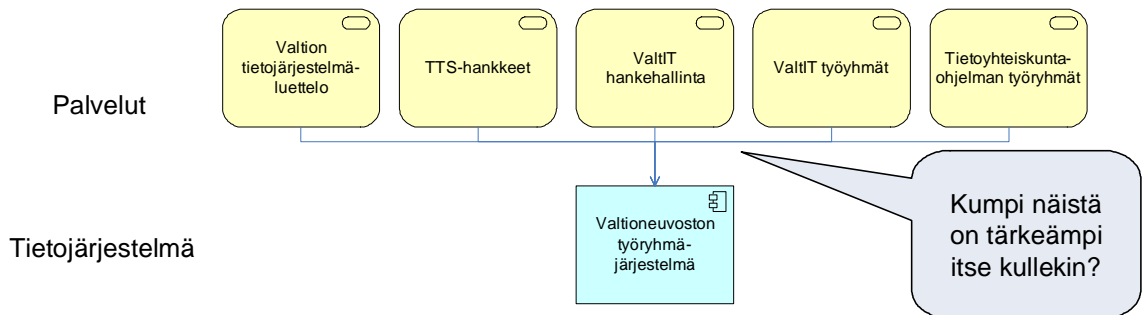 Palvelut
Valtion
tietojärjestelmä-
luettelo
TTS-hankkeet
ValtIT
hankehallinta
ValtIT työyhmät
Tietoyhteiskunta-
ohjelman työryhmät
Tietojärjestelmä
Valtioneuvoston
työryhmä-
järjestelmä
Kumpi näistä
on tärkeämpi
itse kullekin?